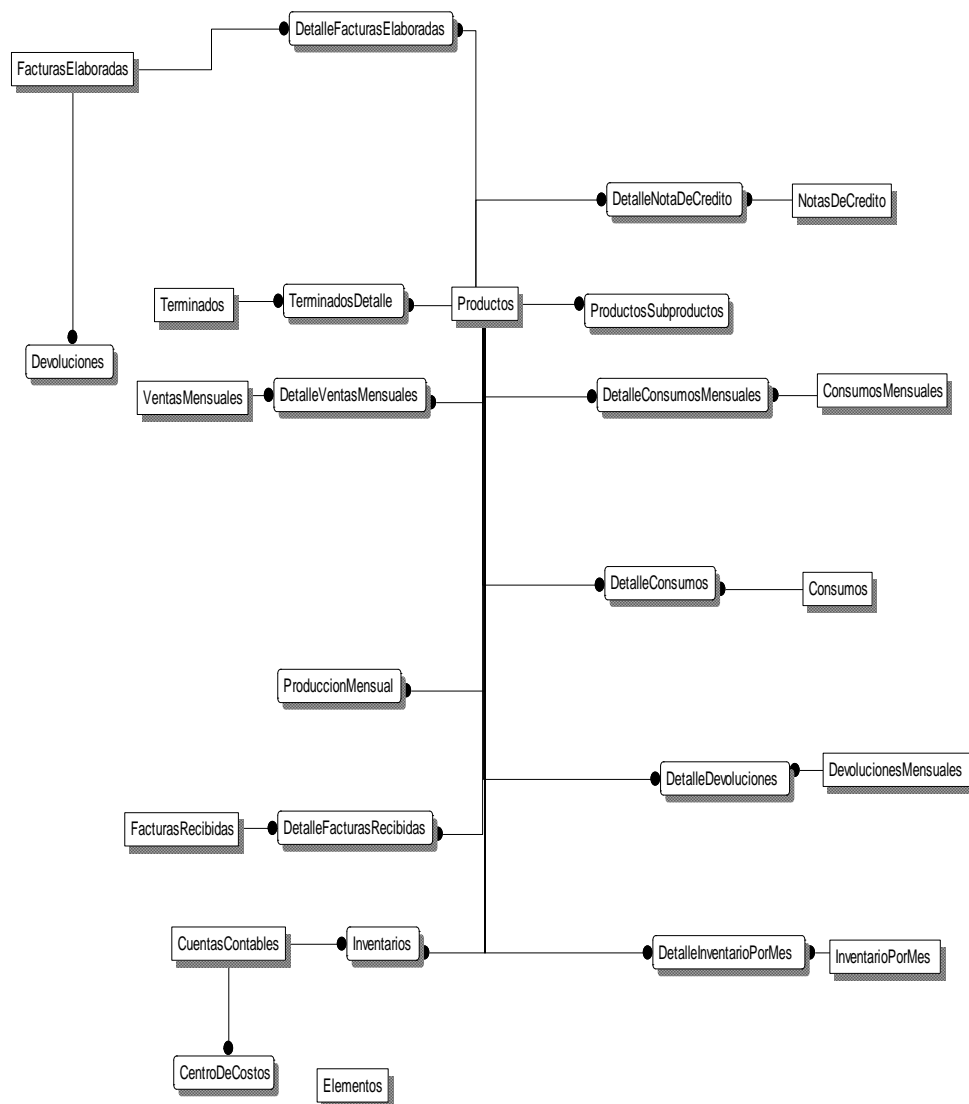 DetalleFacturasElaboradas
FacturasElaboradas
DetalleNotaDeCredito
NotasDeCredito
Terminados
TerminadosDetalle
Productos
ProductosSubproductos
Devoluciones
VentasMensuales
DetalleVentasMensuales
DetalleConsumosMensuales
ConsumosMensuales
DetalleConsumos
Consumos
ProduccionMensual
DetalleDevoluciones
DevolucionesMensuales
FacturasRecibidas
DetalleFacturasRecibidas
CuentasContables
Inventarios
DetalleInventarioPorMes
InventarioPorMes
CentroDeCostos
Elementos